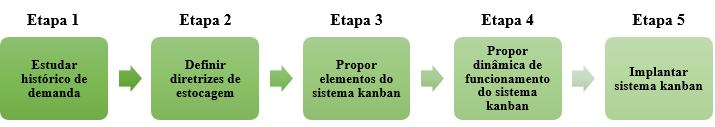 Etapa 1
Estudar
histórico de
demanda
Etapa 2
Definir
diretrizes de
estocagem
Etapa 3
Propor
elementos do
sistema kanban
Etapa 4
Propor
dinâmica de
funcionamento
do sistema
kanban
Etapa 5
Implantar
sistema kanban